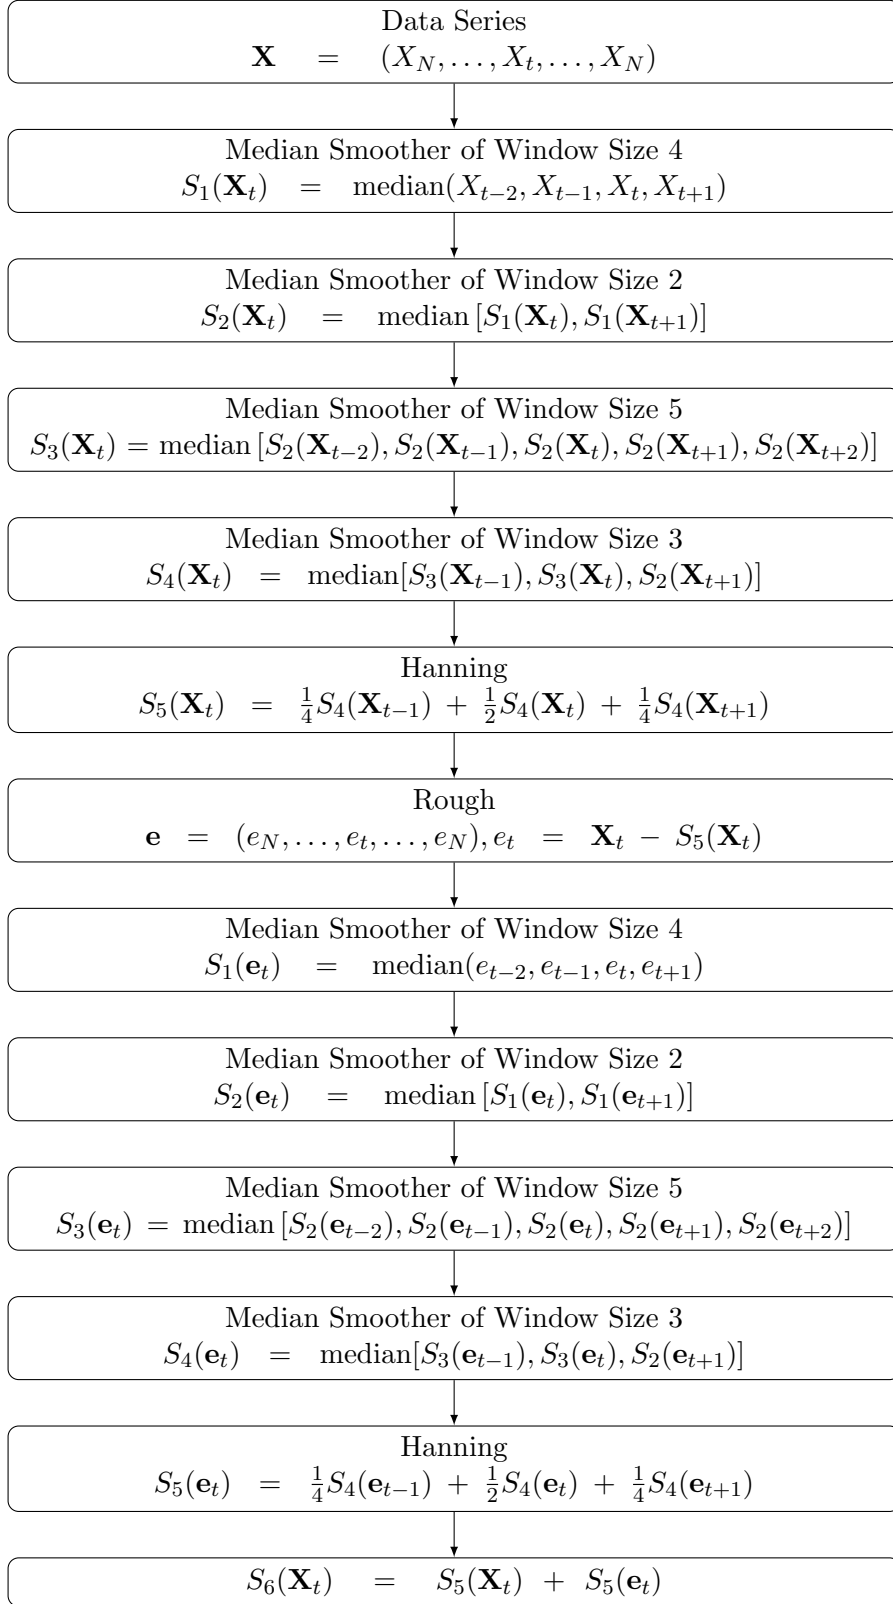 Data Series
𝐗 = (X_N, …, X_t, …, X_N)
Median Smoother of Window Size 4
S_1(𝐗_t) = median(X_{t−2}, X_{t−1}, X_t, X_{t+1})
Median Smoother of Window Size 2
S_2(𝐗_t) = median [S_1(𝐗_t), S_1(𝐗_{t+1})]
Median Smoother of Window Size 5
S_3(𝐗_t) = median [S_2(𝐗_{t−2}), S_2(𝐗_{t−1}), S_2(𝐗_t), S_2(𝐗_{t+1}), S_2(𝐗_{t+2})]
Median Smoother of Window Size 3
S_4(𝐗_t) = median[S_3(𝐗_{t−1}), S_3(𝐗_t), S_2(𝐗_{t+1})]
Hanning
S_5(𝐗_t) = 1/4 S_4(𝐗_{t−1}) + 1/2 S_4(𝐗_t) + 1/4 S_4(𝐗_{t+1})
Rough
𝐞 = (e_N, …, e_t, …, e_N), e_t = 𝐗_t − S_5(𝐗_t)
Median Smoother of Window Size 4
S_1(𝐞_t) = median(e_{t−2}, e_{t−1}, e_t, e_{t+1})
Median Smoother of Window Size 2
S_2(𝐞_t) = median [S_1(𝐞_t), S_1(𝐞_{t+1})]
Median Smoother of Window Size 5
S_3(𝐞_t) = median [S_2(𝐞_{t−2}), S_2(𝐞_{t−1}), S_2(𝐞_t), S_2(𝐞_{t+1}), S_2(𝐞_{t+2})]
Median Smoother of Window Size 3
S_4(𝐞_t) = median[S_3(𝐞_{t−1}), S_3(𝐞_t), S_2(𝐞_{t+1})]
Hanning
S_5(𝐞_t) = 1/4 S_4(𝐞_{t−1}) + 1/2 S_4(𝐞_t) + 1/4 S_4(𝐞_{t+1})
S_6(𝐗_t) = S_5(𝐗_t) + S_5(𝐞_t)